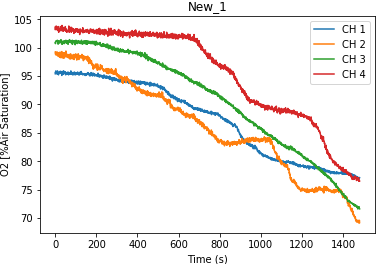 New_1
O2 [%Air Saturation]
105
100
95
90
85
80
75
70
CH 1
CH 2
CH 3
CH 4
0 200 400 600 800 1000 1200 1400
Time (s)